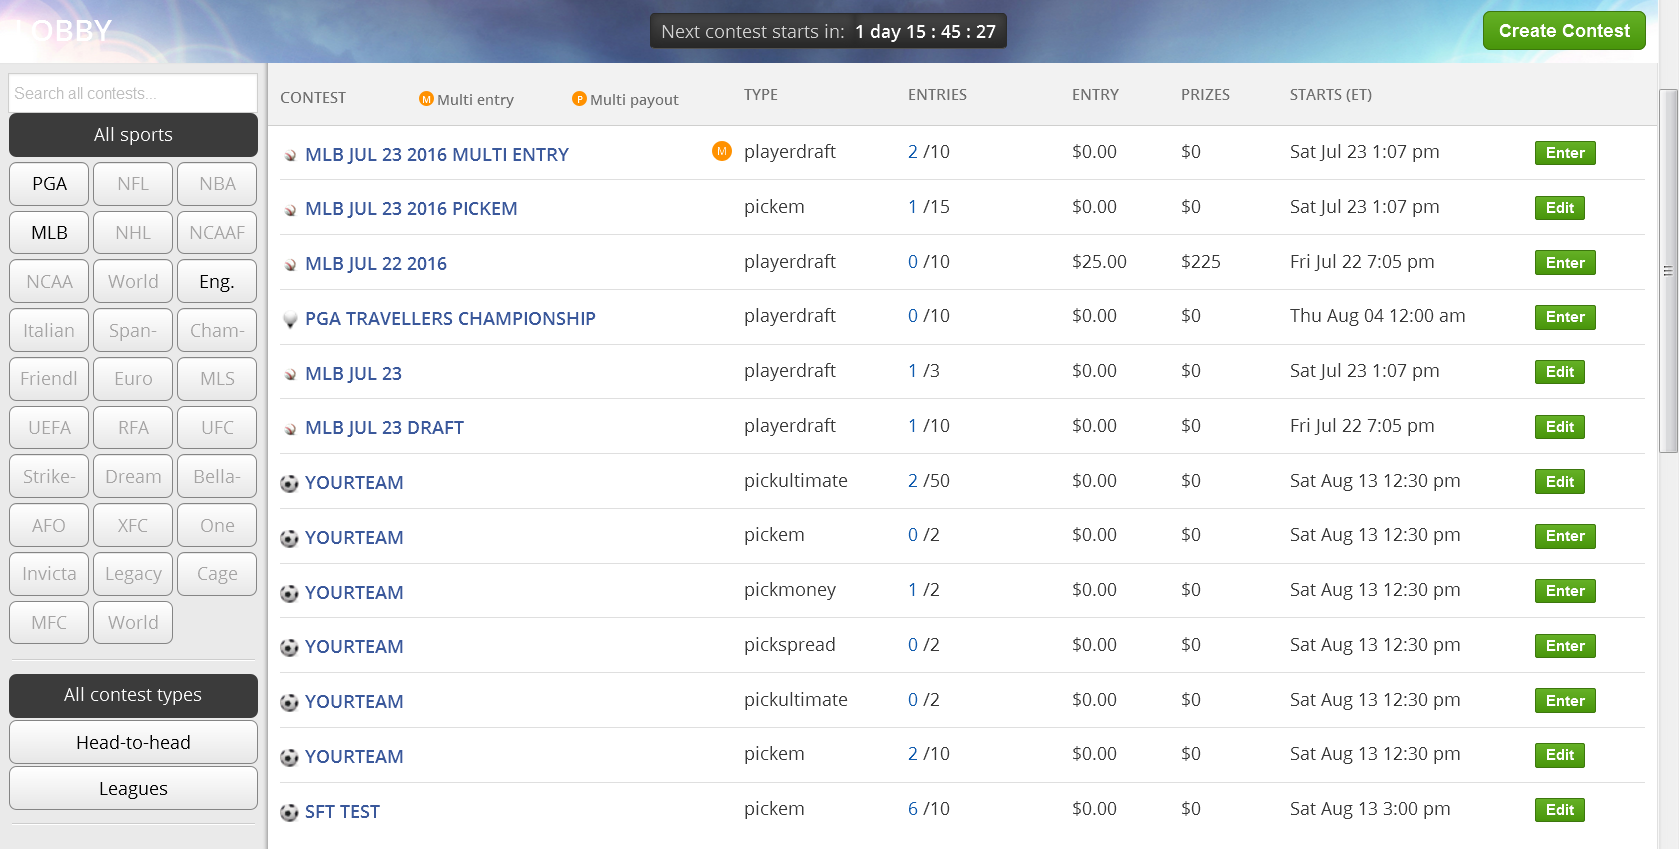 LOBBY
Next contest starts in: 1 day 15 : 45 : 27
Create Contest
Search all contests...
All sports
PGA NFL NBA
MLB NHL NCAAF
NCAA World Eng.
Italian Span- Cham-
Friendl Euro MLS
UEFA RFA UFC
Strike- Dream Bella-
AFO XFC One
Invicta Legacy Cage
MFC World
All contest types
Head-to-head
Leagues
CONTEST M Multi entry P Multi payout TYPE ENTRIES ENTRY PRIZES STARTS (ET)
MLB JUL 23 2016 MULTI ENTRY M playerdraft 2 /10 $0.00 $0 Sat Jul 23 1:07 pm Enter
MLB JUL 23 2016 PICKEM pickem 1 /15 $0.00 $0 Sat Jul 23 1:07 pm Edit
MLB JUL 22 2016 playerdraft 0 /10 $25.00 $225 Fri Jul 22 7:05 pm Enter
PGA TRAVELLERS CHAMPIONSHIP playerdraft 0 /10 $0.00 $0 Thu Aug 04 12:00 am Enter
MLB JUL 23 playerdraft 1 /3 $0.00 $0 Sat Jul 23 1:07 pm Edit
MLB JUL 23 DRAFT playerdraft 1 /10 $0.00 $0 Fri Jul 22 7:05 pm Edit
YOURTEAM pickultimate 2 /50 $0.00 $0 Sat Aug 13 12:30 pm Edit
YOURTEAM pickem 0 /2 $0.00 $0 Sat Aug 13 12:30 pm Enter
YOURTEAM pickmoney 1 /2 $0.00 $0 Sat Aug 13 12:30 pm Enter
YOURTEAM pickspread 0 /2 $0.00 $0 Sat Aug 13 12:30 pm Enter
YOURTEAM pickultimate 0 /2 $0.00 $0 Sat Aug 13 12:30 pm Enter
YOURTEAM pickem 2 /10 $0.00 $0 Sat Aug 13 12:30 pm Edit
SFT TEST pickem 6 /10 $0.00 $0 Sat Aug 13 3:00 pm Edit